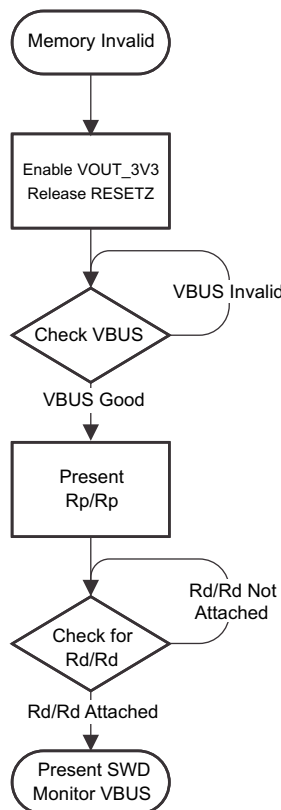 Memory Invalid
Enable VOUT_3V3
Release RESETZ
VBUS Invalid
Check VBUS
VBUS Good
Present
Rp/Rp
Rd/Rd Not
Attached
Check for
Rd/Rd
Rd/Rd Attached
Present SWD
Monitor VBUS